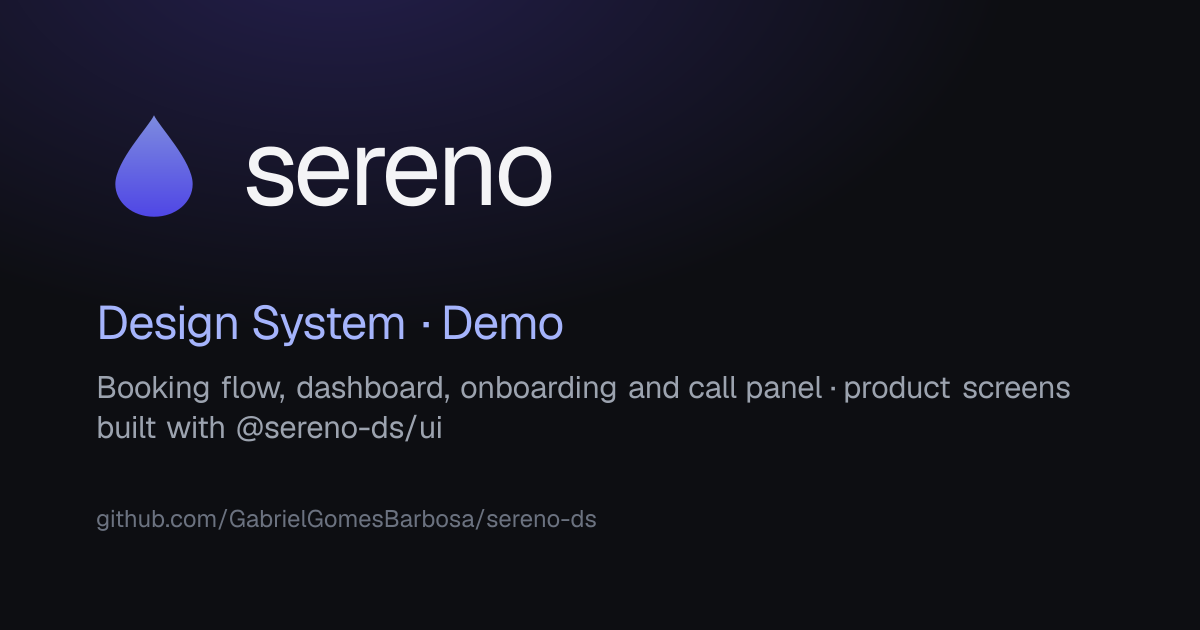 sereno
Design System · Demo
Booking flow, dashboard, onboarding and call panel · product screens
built with @sereno-ds/ui
github.com/GabrielGomesBarbosa/sereno-ds